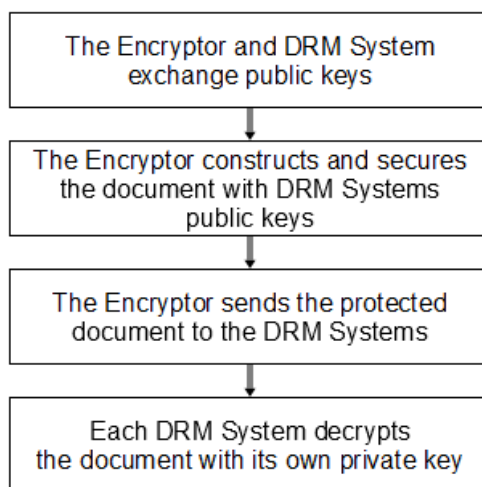 The Encryptor and DRM System
exchange public keys
The Encryptor constructs and secures
the document with DRM Systems
public keys
The Encryptor sends the protected
document to the DRM Systems
Each DRM System decrypts
the document with its own private key